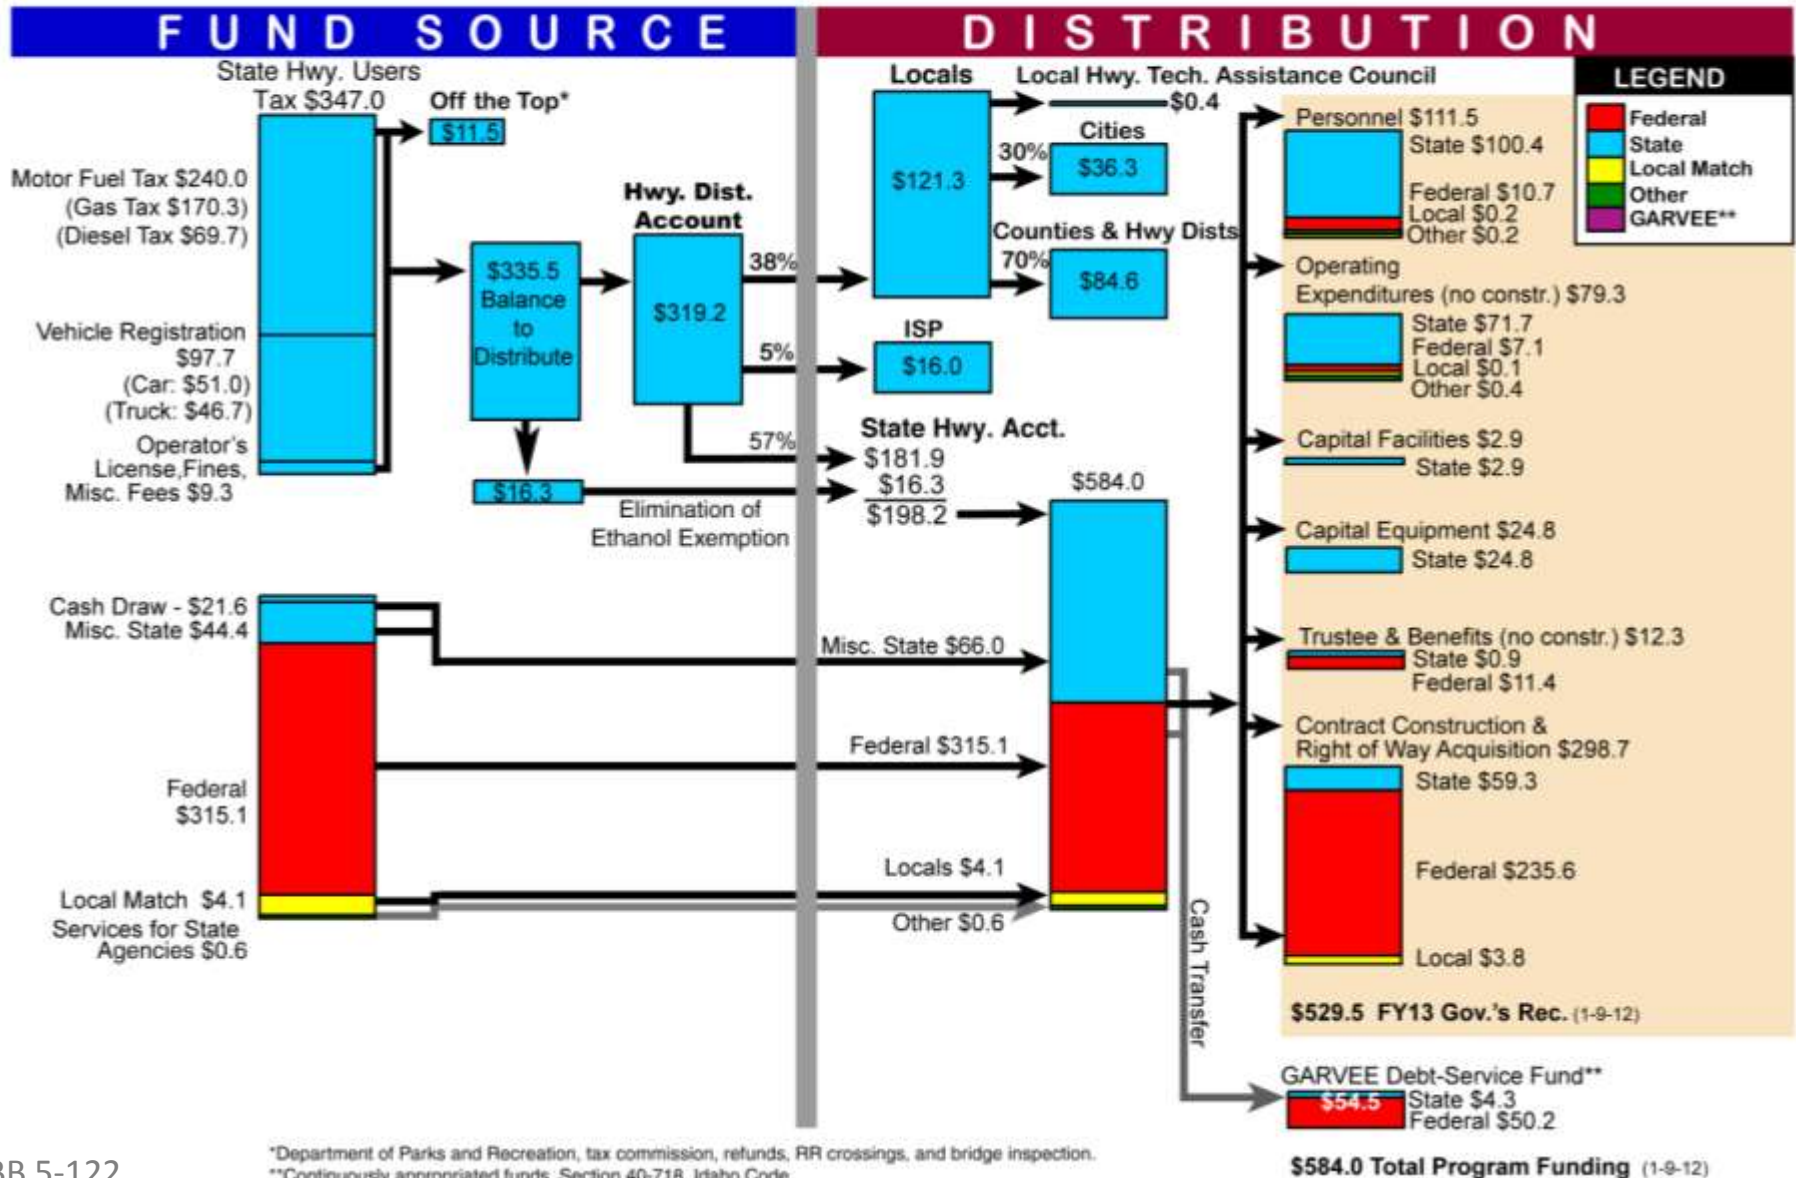 FUND SOURCE
DISTRIBUTION
State Hwy. Users
Tax $347.0
Off the Top*
$11.5
Motor Fuel Tax $240.0
(Gas Tax $170.3)
(Diesel Tax $69.7)
Vehicle Registration
$97.7
(Car: $51.0)
(Truck: $46.7)
Operator's
License,Fines,
Misc. Fees $9.3
$335.5
Balance
to
Distribute
$16.3
Elimination of
Ethanol Exemption
Hwy. Dist.
Account
$319.2
38%
5%
57%
Cash Draw - $21.6
Misc. State $44.4
Federal
$315.1
Local Match $4.1
Services for State
Agencies $0.6
Locals
$121.3
Local Hwy. Tech. Assistance Council
$0.4
Cities
30%
$36.3
Counties & Hwy Dists
70%
$84.6
ISP
$16.0
State Hwy. Acct.
$181.9
$16.3
$198.2
$584.0
Misc. State $66.0
Federal $315.1
Locals $4.1
Other $0.6
Cash Transfer
LEGEND
Federal
State
Local Match
Other
GARVEE**
Personnel $111.5
State $100.4
Federal $10.7
Local $0.2
Other $0.2
Operating
Expenditures (no constr.) $79.3
State $71.7
Federal $7.1
Local $0.1
Other $0.4
Capital Facilities $2.9
State $2.9
Capital Equipment $24.8
State $24.8
Trustee & Benefits (no constr.) $12.3
State $0.9
Federal $11.4
Contract Construction &
Right of Way Acquisition $298.7
State $59.3
Federal $235.6
Local $3.8
$529.5 FY13 Gov.'s Rec. (1-9-12)
GARVEE Debt-Service Fund**
$54.5
State $4.3
Federal $50.2
$584.0 Total Program Funding (1-9-12)
*Department of Parks and Recreation, tax commission, refunds, RR crossings, and bridge inspection.
**Continuously appropriated funds, Section 40-718, Idaho Code
5-122